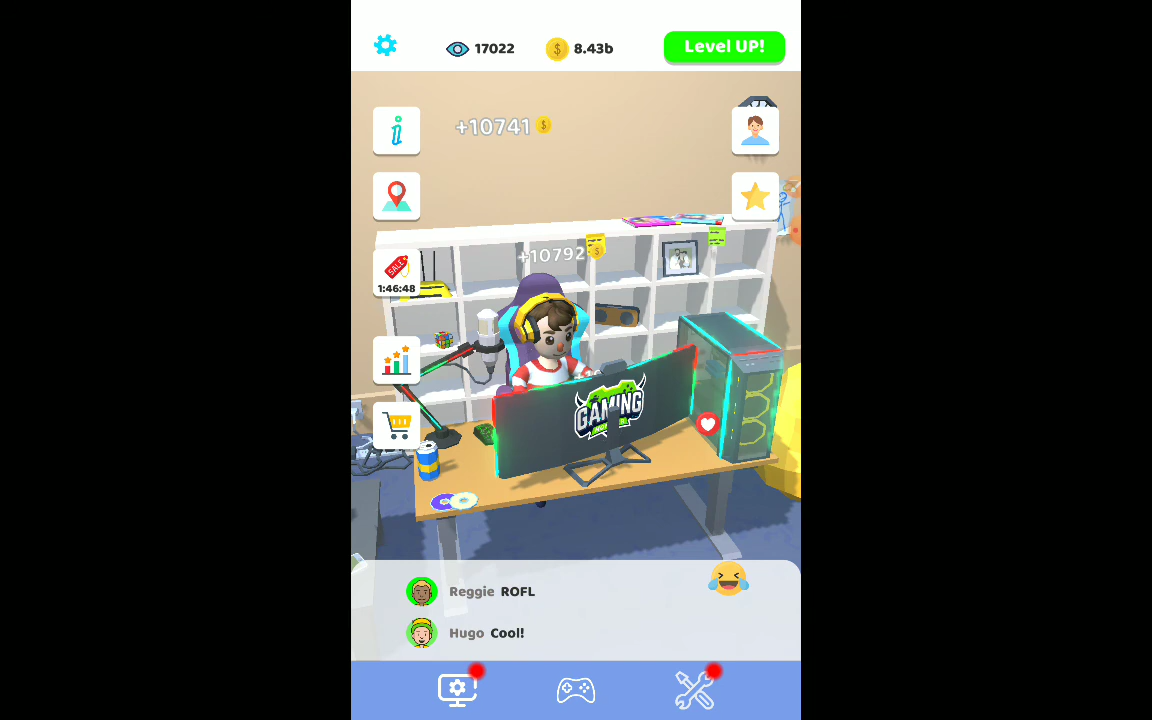 17022
8.43b
Level UP!
+10741
+10792
SALE
1:46:48
GAMING
Reggie ROFL
Hugo Cool!